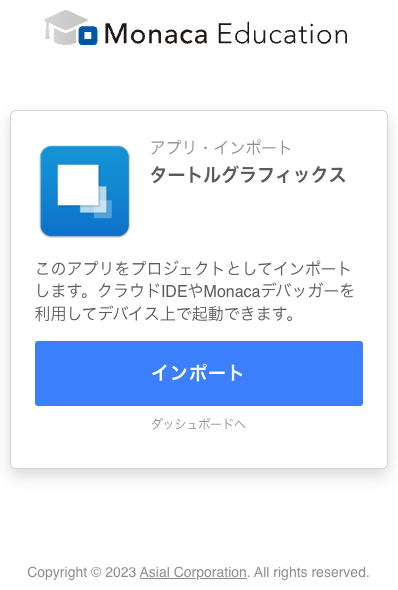 Monaca Education
アプリ・インポート
タートルグラフィックス
このアプリをプロジェクトとしてインポート
します。クラウドIDEやMonacaデバッガーを
利用してデバイス上で起動できます。
インポート
ダッシュボードへ
Copyright © 2023 Asial Corporation. All rights reserved.